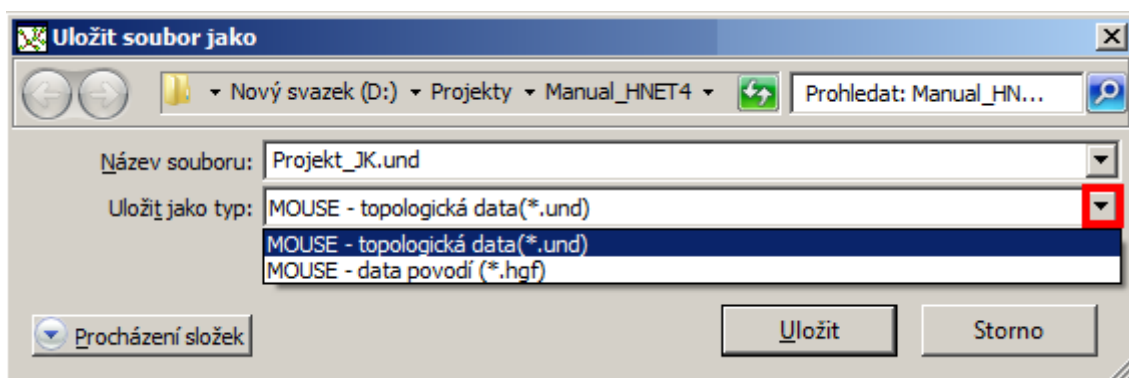 Uložit soubor jako
Nový svazek (D:) Projekty Manual_HNET4 Prohledat: Manual_HN...
Název souboru: Projekt_JK.und
Uložit jako typ: MOUSE - topologická data(*.und)
MOUSE - topologická data(*.und)
MOUSE - data povodí (*.hgf)
Procházení složek Uložit Storno